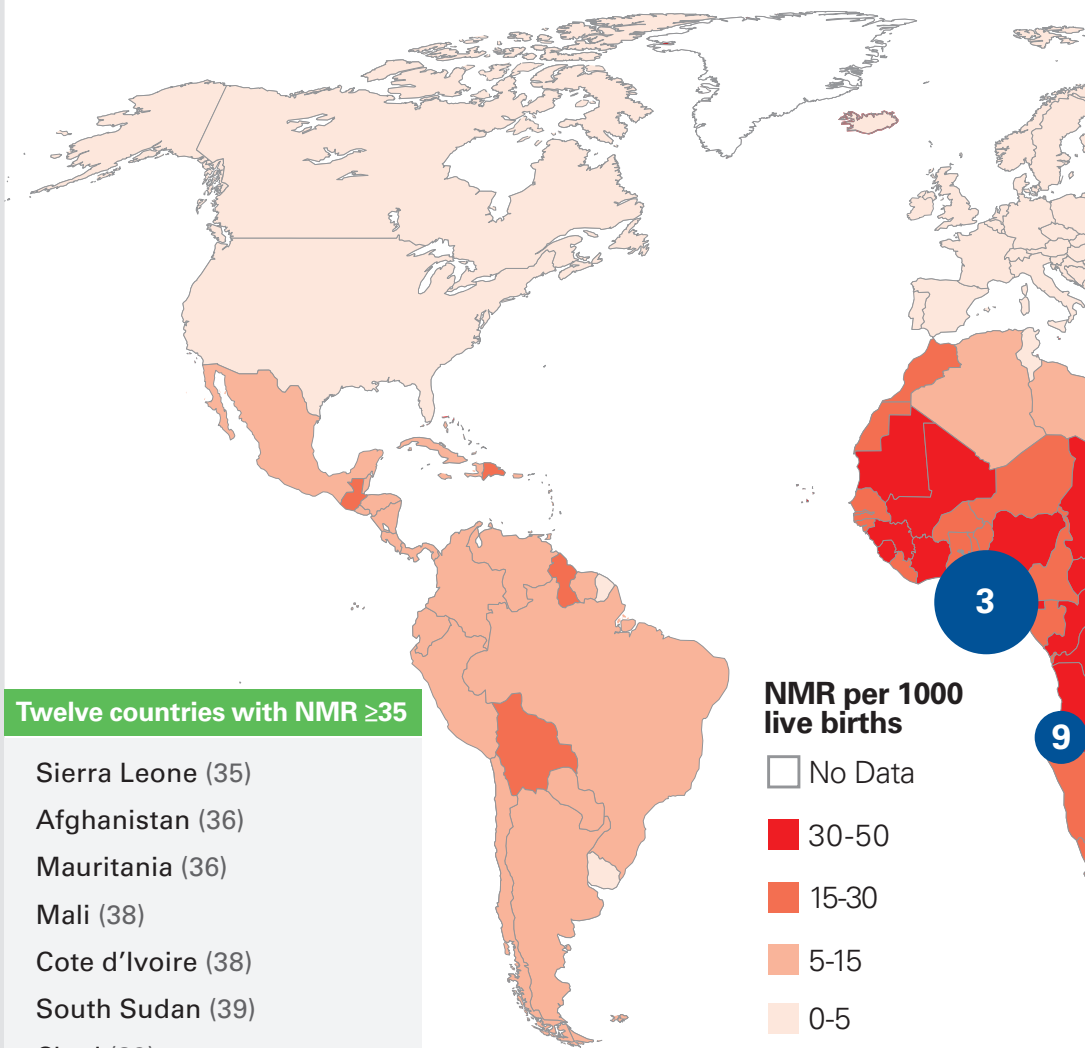 3
9
Twelve countries with NMR ≥35
Sierra Leone (35)
Afghanistan (36)
Mauritania (36)
Mali (38)
Cote d’Ivoire (38)
South Sudan (39)
NMR per 1000
live births
No Data
30-50
15-30
5-15
0-5